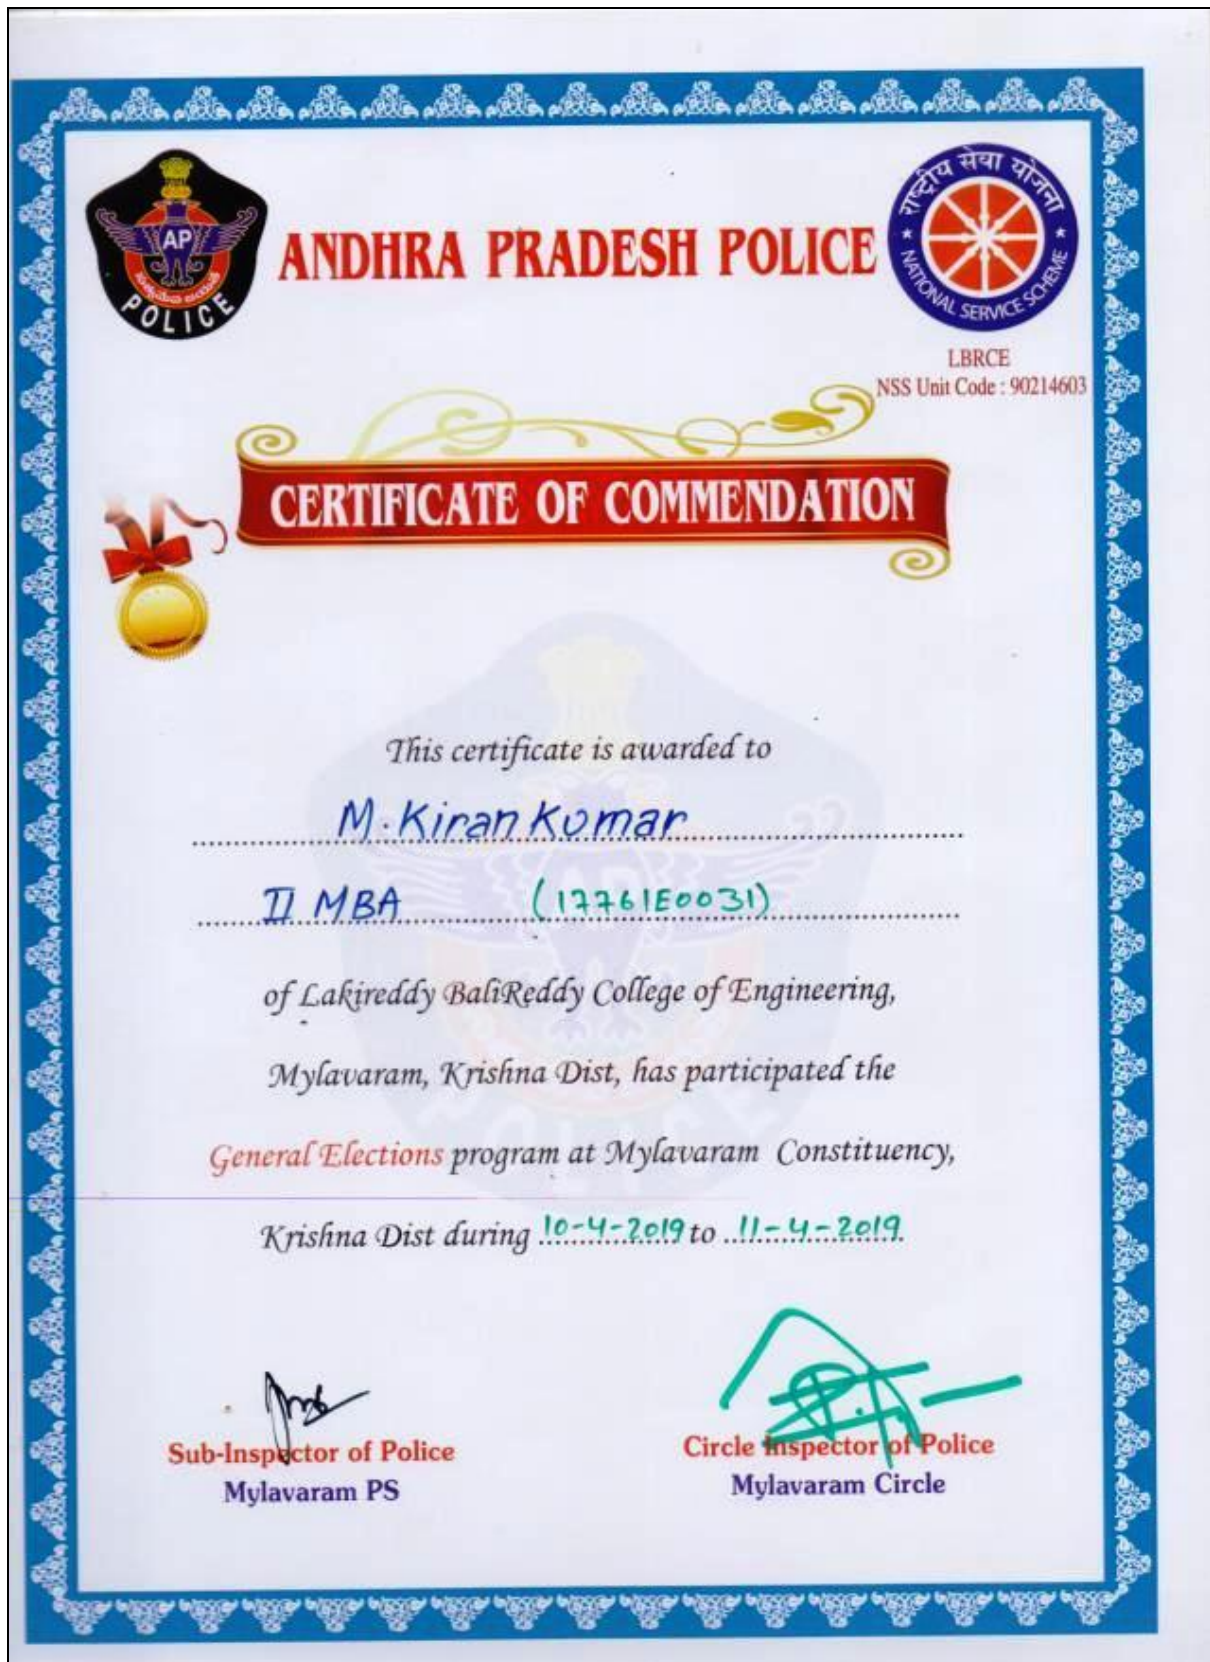 AP
POLICE
ANDHRA PRADESH POLICE
राष्ट्रीय सेवा योजना
NATIONAL SERVICE SCHEME
LBRCE
NSS Unit Code : 90214603
CERTIFICATE OF COMMENDATION
This certificate is awarded to
M. Kiran Kumar
II MBA (17761E0031)
of Lakireddy BaliReddy College of Engineering,
Mylavaram, Krishna Dist, has participated the
General Elections program at Mylavaram Constituency,
Krishna Dist during 10-4-2019 to 11-4-2019
Sub-Inspector of Police
Mylavaram PS
Circle Inspector of Police
Mylavaram Circle